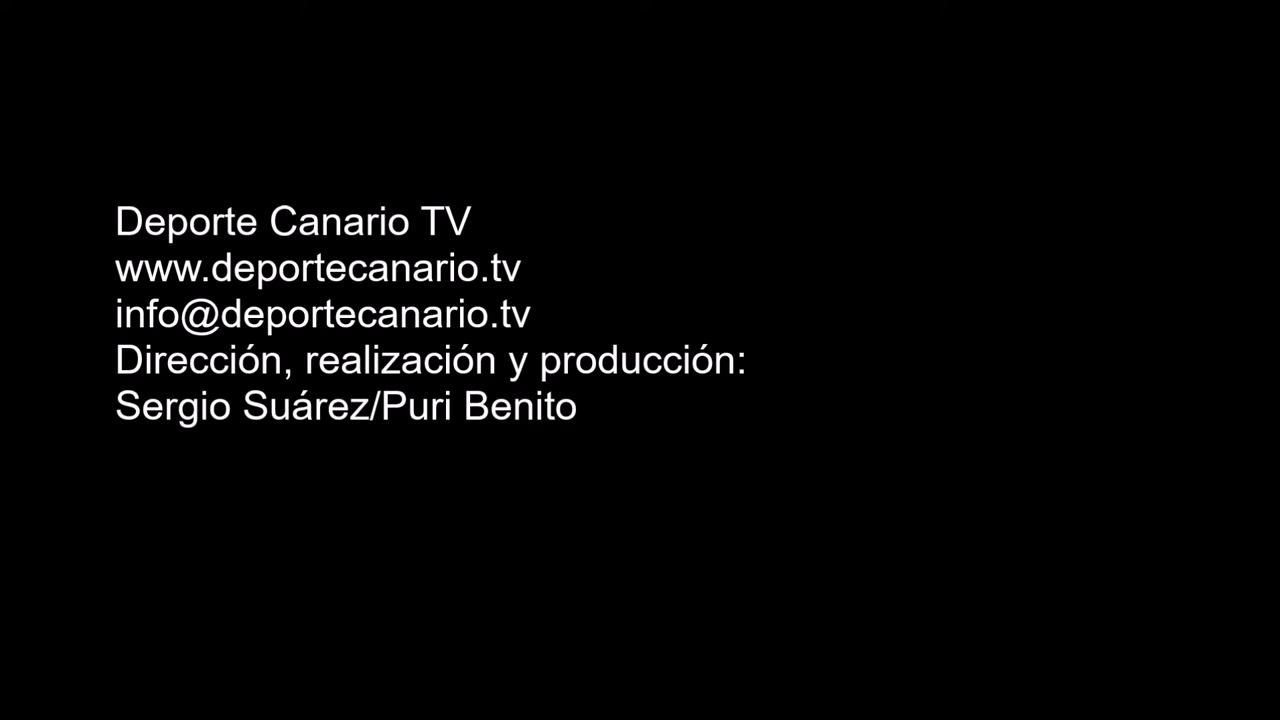 Deporte Canario TV
www.deportecanario.tv
info@deportecanario.tv
Dirección, realización y producción:
Sergio Suárez/Puri Benito